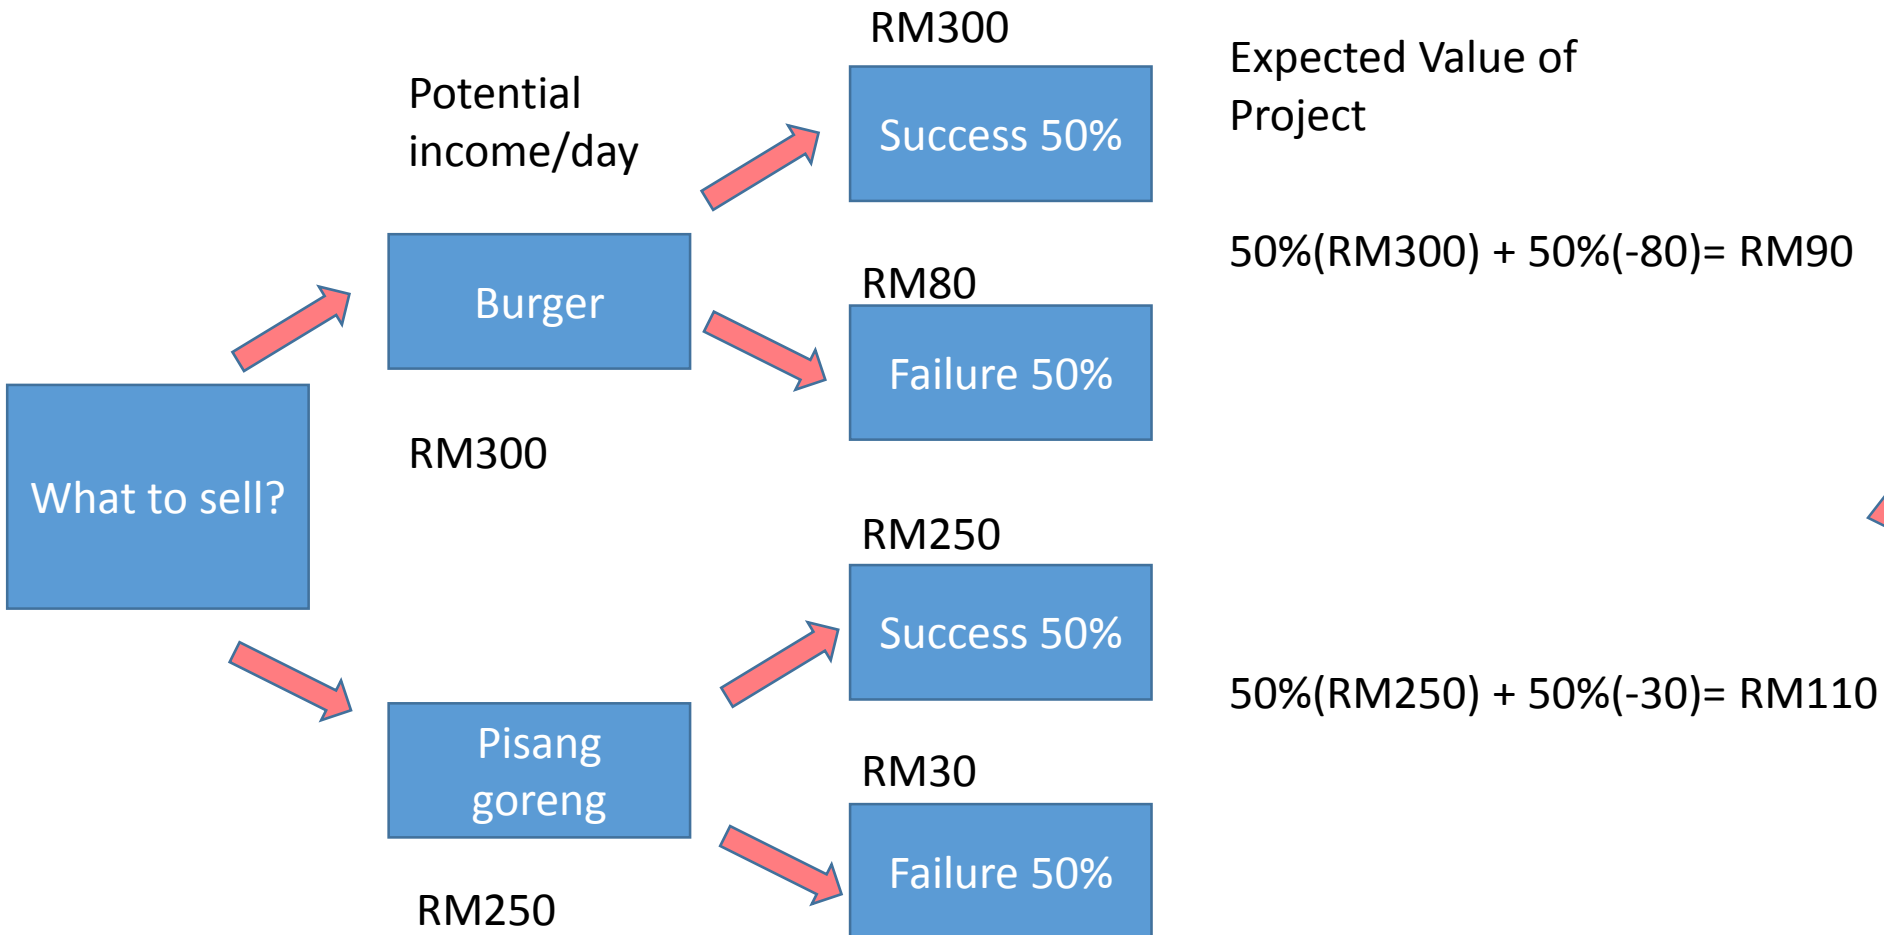 What to sell?
Potential
income/day
Burger
RM300
Pisang
goreng
RM250
RM300
Success 50%
RM80
Failure 50%
RM250
Success 50%
RM30
Failure 50%
Expected Value of
Project
50%(RM300) + 50%(-80)= RM90
50%(RM250) + 50%(-30)= RM110